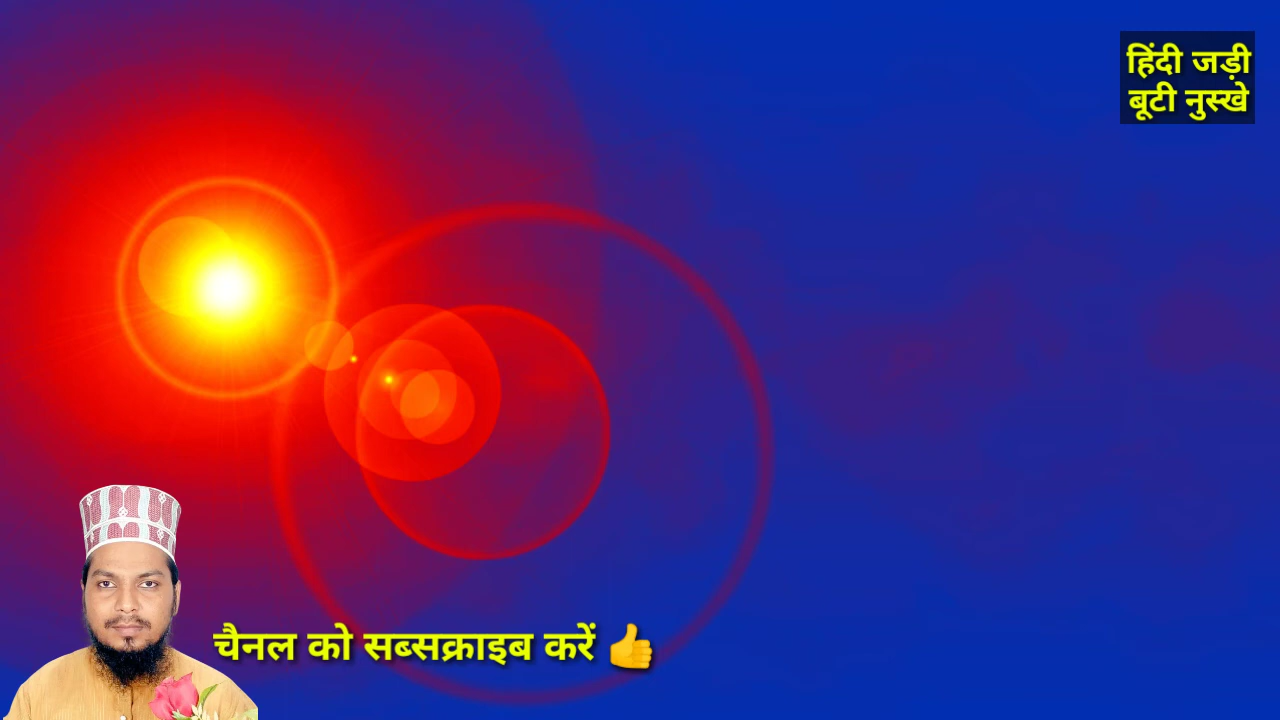 हिंदी जड़ी
बूटी नुस्खे
चैनल को सब्सक्राइब करें 👍